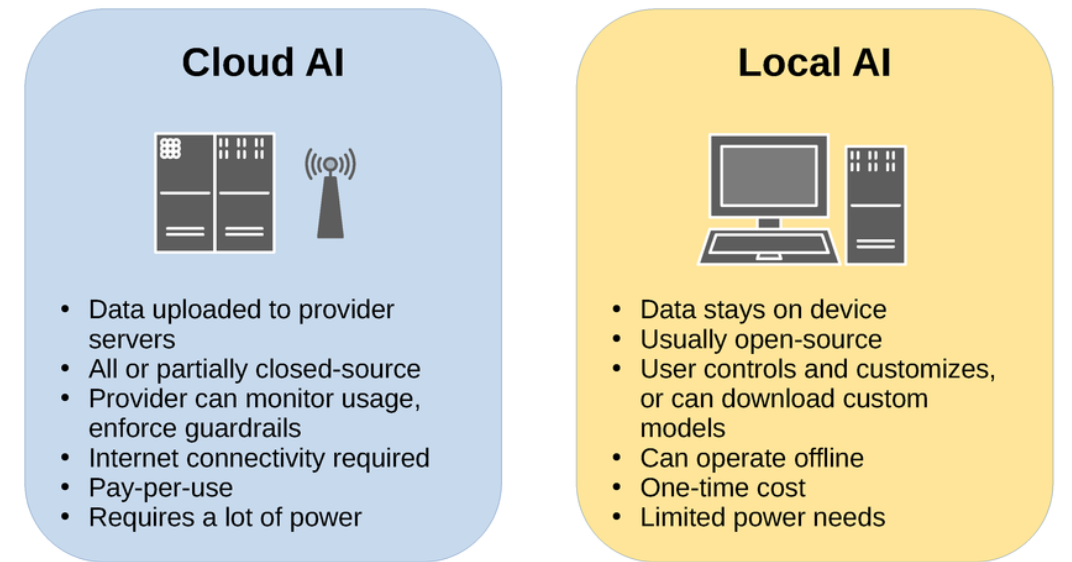 Cloud AI
• Data uploaded to provider
servers
• All or partially closed-source
• Provider can monitor usage,
enforce guardrails
• Internet connectivity required
• Pay-per-use
• Requires a lot of power
Local AI
• Data stays on device
• Usually open-source
• User controls and customizes,
or can download custom
models
• Can operate offline
• One-time cost
• Limited power needs